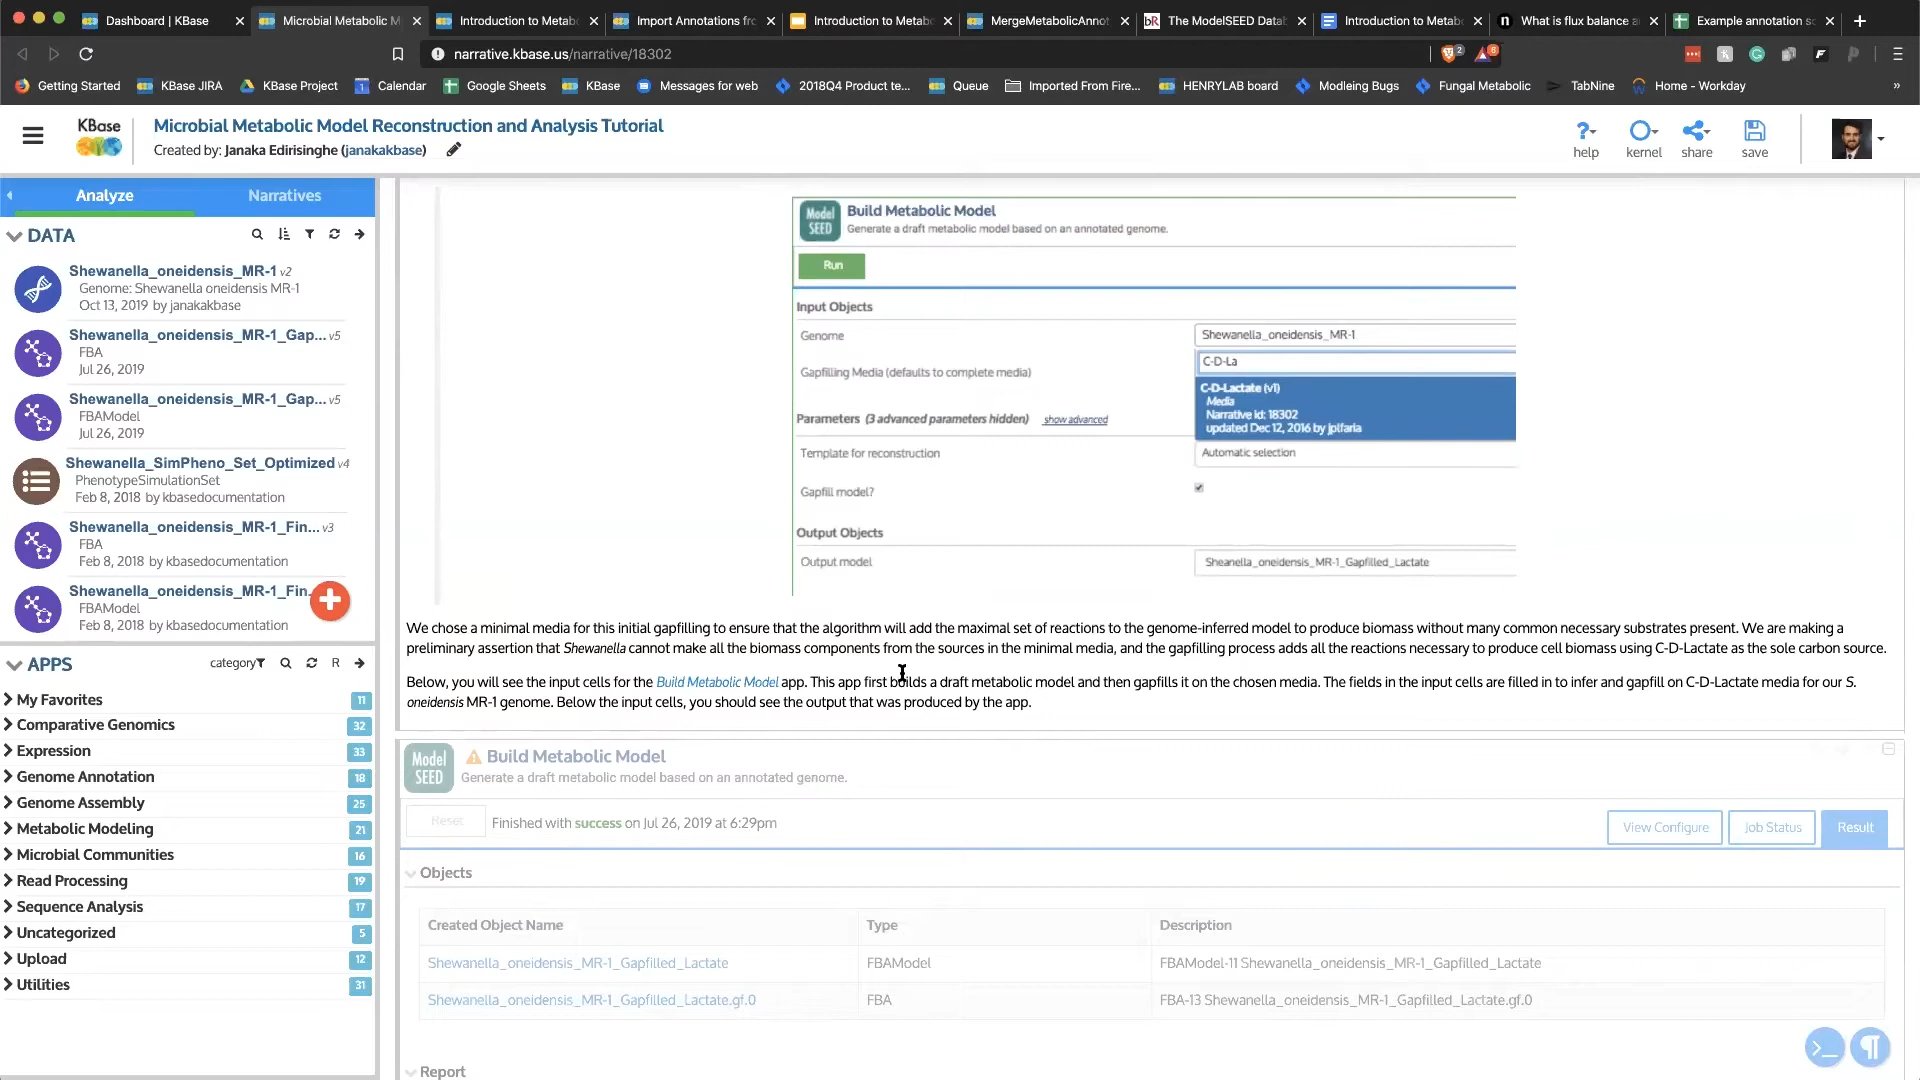 Dashboard | KBase
Microbial Metabolic M
Introduction to Metab
Import Annotations fro
Introduction to Metab
MergeMetabolicAnnot
The ModelSEED Datab
Introduction to Metab
What is flux balance a
Example annotation sc
narrative.kbase.us/narrative/18302
Getting Started
KBase JIRA
KBase Project
Calendar
Google Sheets
KBase
Messages for web
2018Q4 Product te...
Queue
Imported From Fire...
HENRYLAB board
Modleing Bugs
Fungal Metabolic
TabNine
Home - Workday
KBase
Microbial Metabolic Model Reconstruction and Analysis Tutorial
Created by: Janaka Edirisinghe (janakakbase)
help
kernel
share
save
Analyze
Narratives
DATA
Shewanella_oneidensis_MR-1 v2
Genome: Shewanella oneidensis MR-1
Oct 13, 2019 by janakakbase
Shewanella_oneidensis_MR-1_Gap... v5
FBA
Jul 26, 2019
Shewanella_oneidensis_MR-1_Gap... v5
FBAModel
Jul 26, 2019
Shewanella_SimPheno_Set_Optimized v4
PhenotypeSimulationSet
Feb 8, 2018 by kbasedocumentation
Shewanella_oneidensis_MR-1_Fin... v3
FBA
Feb 8, 2018 by kbasedocumentation
Shewanella_oneidensis_MR-1_Fin
FBAModel
Feb 8, 2018 by kbasedocumentation
APPS
category
R
My Favorites 11
Comparative Genomics 32
Expression 33
Genome Annotation 18
Genome Assembly 25
Metabolic Modeling 21
Microbial Communities 16
Read Processing 19
Sequence Analysis 17
Uncategorized 5
Upload 12
Utilities 31
Model SEED
Build Metabolic Model
Generate a draft metabolic model based on an annotated genome.
Run
Input Objects
Genome
Shewanella_oneidensis_MR-1
C-D-La
Gapfilling Media (defaults to complete media)
C-D-Lactate (v1)
Media
Narrative id: 18302
updated Dec 12, 2016 by jplfaria
Parameters (3 advanced parameters hidden) show advanced
Template for reconstruction
Automatic selection
Gapfill model?
Output Objects
Output model
Sheanella_oneidensis_MR-1_Gapfilled_Lactate
We chose a minimal media for this initial gapfilling to ensure that the algorithm will add the maximal set of reactions to the genome-inferred model to produce biomass without many common necessary substrates present. We are making a
preliminary assertion that Shewanella cannot make all the biomass components from the sources in the minimal media, and the gapfilling process adds all the reactions necessary to produce cell biomass using C-D-Lactate as the sole carbon source.
Below, you will see the input cells for the Build Metabolic Model app. This app first builds a draft metabolic model and then gapfills it on the chosen media. The fields in the input cells are filled in to infer and gapfill on C-D-Lactate media for our S.
oneidensis MR-1 genome. Below the input cells, you should see the output that was produced by the app.
Model SEED
Build Metabolic Model
Generate a draft metabolic model based on an annotated genome.
Reset
Finished with success on Jul 26, 2019 at 6:29pm
View Configure
Job Status
Result
Objects
Created Object Name
Type
Description
Shewanella_oneidensis_MR-1_Gapfilled_Lactate
FBAModel
FBAModel-11 Shewanella_oneidensis_MR-1_Gapfilled_Lactate
Shewanella_oneidensis_MR-1_Gapfilled_Lactate.gf.0
FBA
FBA-13 Shewanella_oneidensis_MR-1_Gapfilled_Lactate.gf.0
Report